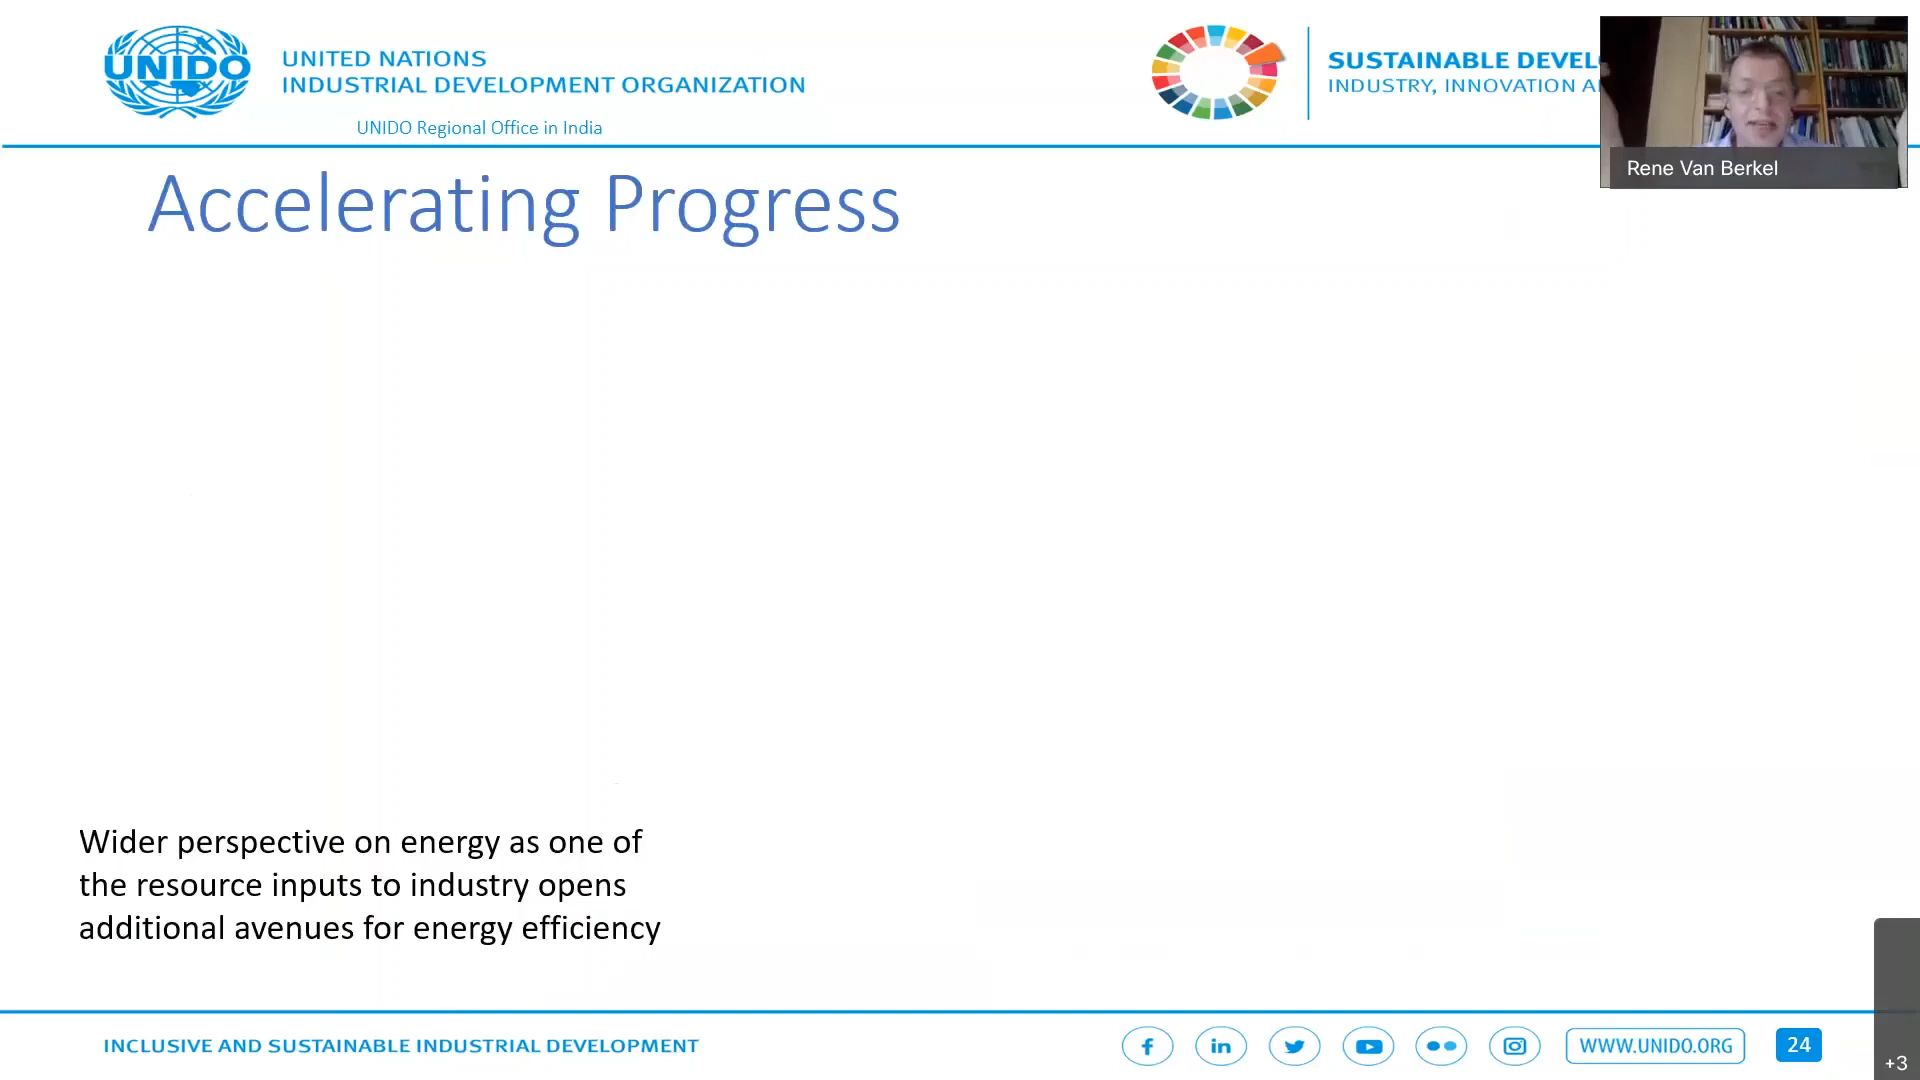 UNIDO
UNITED NATIONS
INDUSTRIAL DEVELOPMENT ORGANIZATION
UNIDO Regional Office in India
SUSTAINABLE DEVEL
INDUSTRY, INNOVATION A
Rene Van Berkel
Accelerating Progress
Wider perspective on energy as one of
the resource inputs to industry opens
additional avenues for energy efficiency
INCLUSIVE AND SUSTAINABLE INDUSTRIAL DEVELOPMENT
WWW.UNIDO.ORG
24
+3